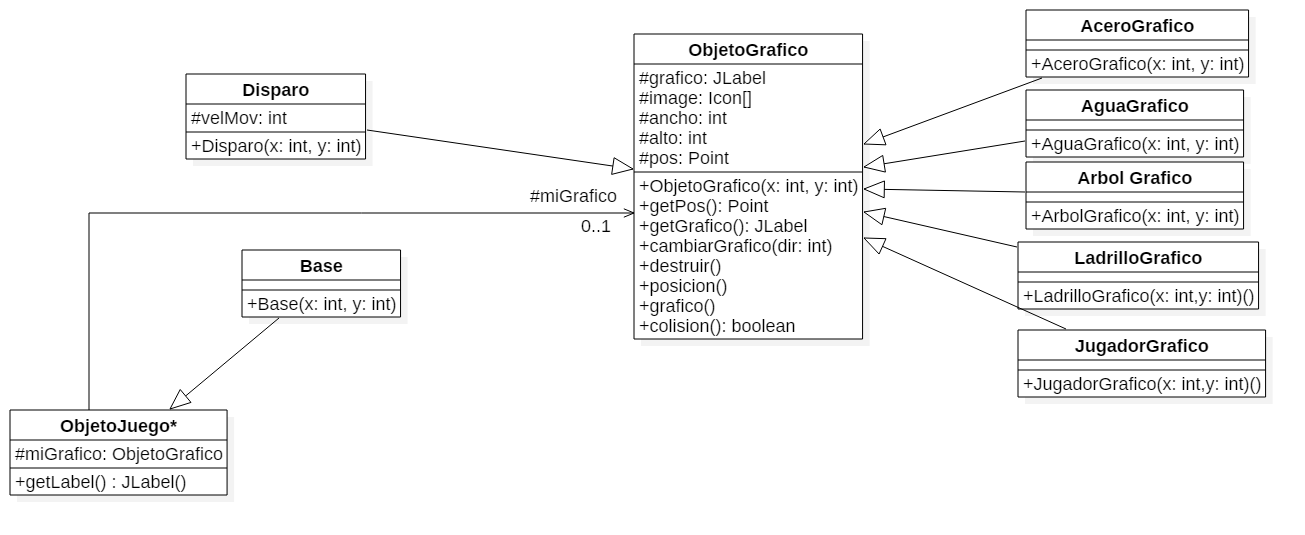 Disparo
#velMov: int
+Disparo(x: int, y: int)
#miGrafico
0..1
Base
+Base(x: int, y: int)
ObjetoJuego*
#miGrafico: ObjetoGrafico
+getLabel() : JLabel()
ObjetoGrafico
#grafico: JLabel
#image: Icon[]
#ancho: int
#alto: int
#pos: Point
+ObjetoGrafico(x: int, y: int)
+getPos(): Point
+getGrafico(): JLabel
+cambiarGrafico(dir: int)
+destruir()
+posicion()
+grafico()
+colision(): boolean
AceroGrafico
+AceroGrafico(x: int, y: int)
AguaGrafico
+AguaGrafico(x: int, y: int)
Arbol Grafico
+ArbolGrafico(x: int, y: int)
LadrilloGrafico
+LadrilloGrafico(x: int,y: int)()
JugadorGrafico
+JugadorGrafico(x: int,y: int)()